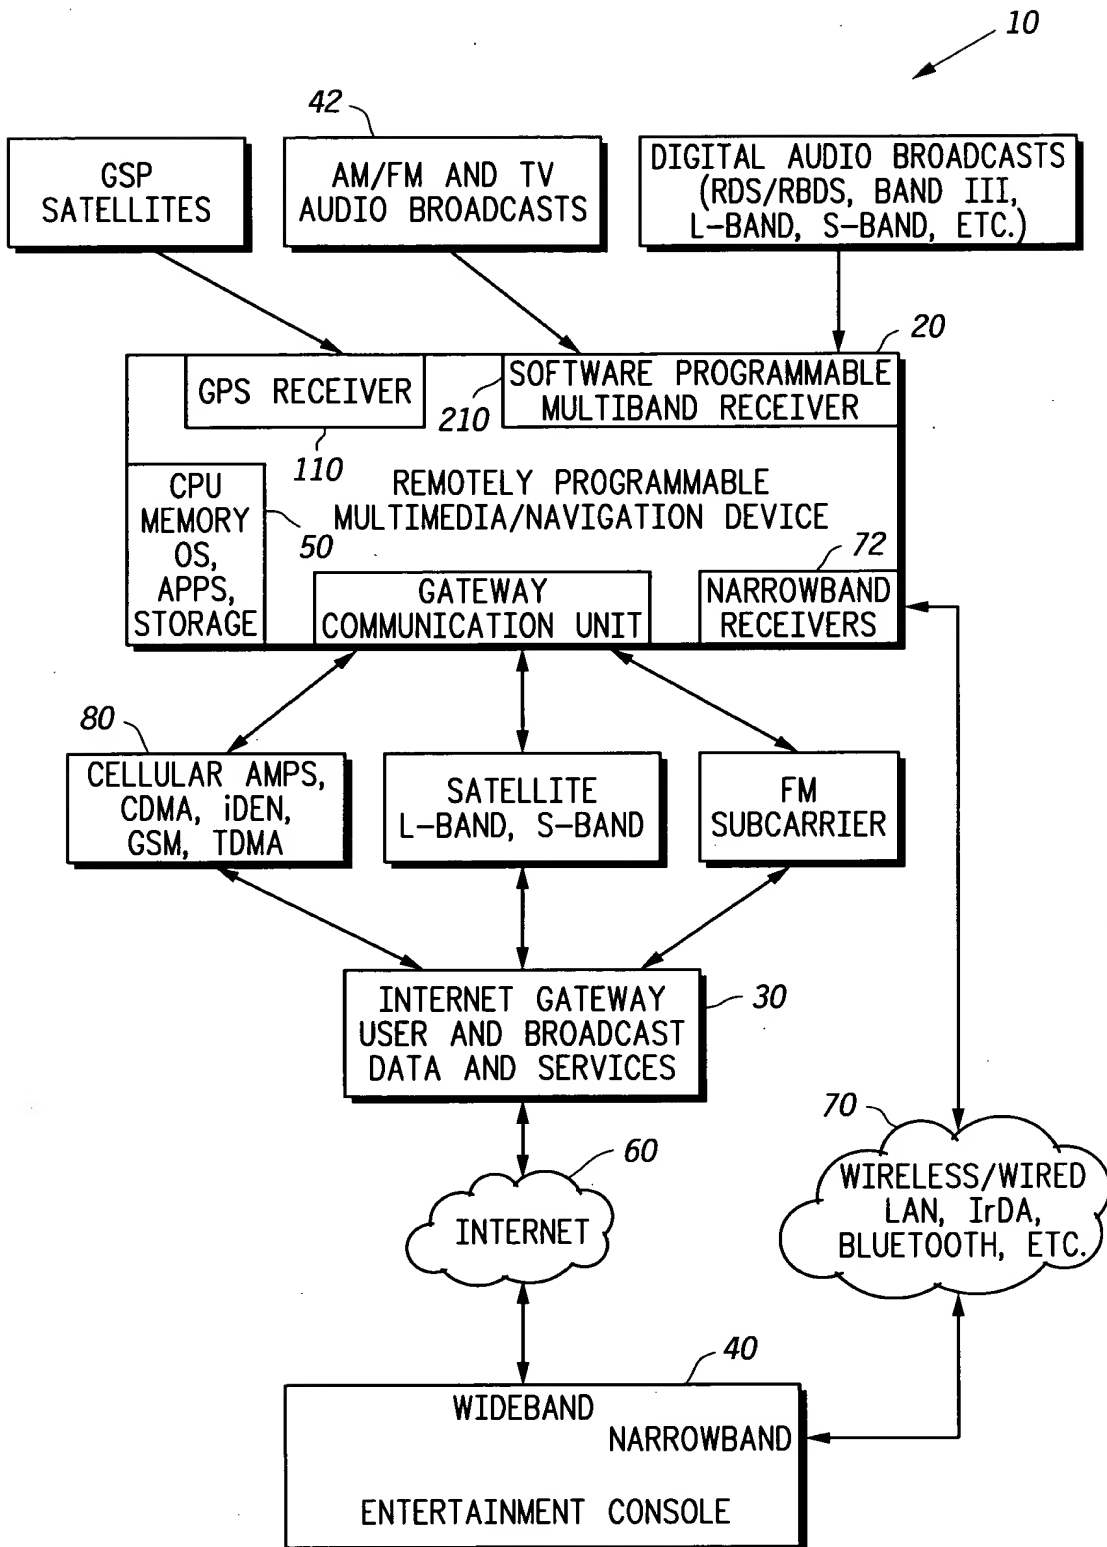 10
42
GSP
SATELLITES
AM/FM AND TV
AUDIO BROADCASTS
DIGITAL AUDIO BROADCASTS
(RDS/RBDS, BAND III,
L-BAND, S-BAND, ETC.)
20
GPS RECEIVER
110
210
SOFTWARE PROGRAMMABLE
MULTIBAND RECEIVER
CPU
MEMORY
OS,
APPS,
STORAGE
50
REMOTELY PROGRAMMABLE
MULTIMEDIA/NAVIGATION DEVICE
72
GATEWAY
COMMUNICATION UNIT
NARROWBAND
RECEIVERS
80
CELLULAR AMPS,
CDMA, iDEN,
GSM, TDMA
SATELLITE
L-BAND, S-BAND
FM
SUBCARRIER
INTERNET GATEWAY
USER AND BROADCAST
DATA AND SERVICES
30
70
WIRELESS/WIRED
LAN, IrDA,
BLUETOOTH, ETC.
60
INTERNET
40
WIDEBAND
NARROWBAND
ENTERTAINMENT CONSOLE